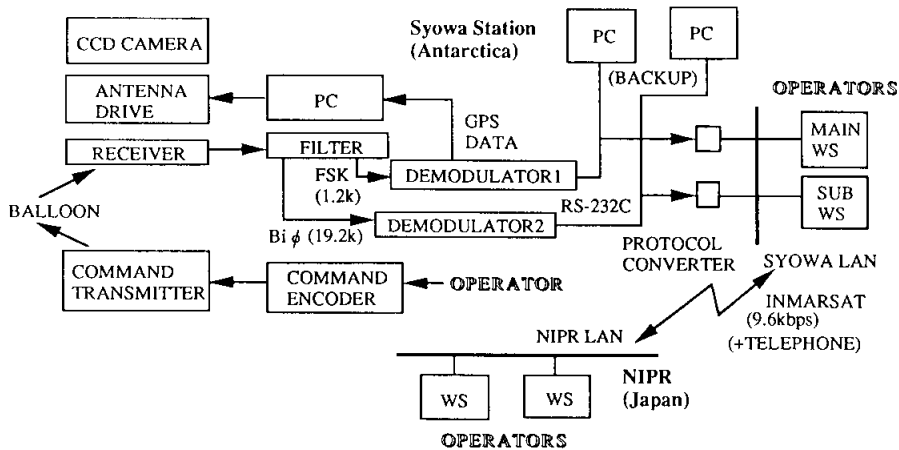 CCD CAMERA
Syowa Station
(Antarctica)
PC
PC
(BACKUP)
OPERATORS
ANTENNA
DRIVE
PC
GPS
DATA
MAIN
WS
RECEIVER
FILTER
FSK
(1.2k)
DEMODULATOR1
RS-232C
SUB
WS
BALLOON
DEMODULATOR2
Bi ϕ (19.2k)
PROTOCOL
CONVERTER
SYOWA LAN
COMMAND
TRANSMITTER
COMMAND
ENCODER
OPERATOR
INMARSAT
(9.6kbps)
(+TELEPHONE)
NIPR LAN
NIPR
(Japan)
WS
WS
OPERATORS